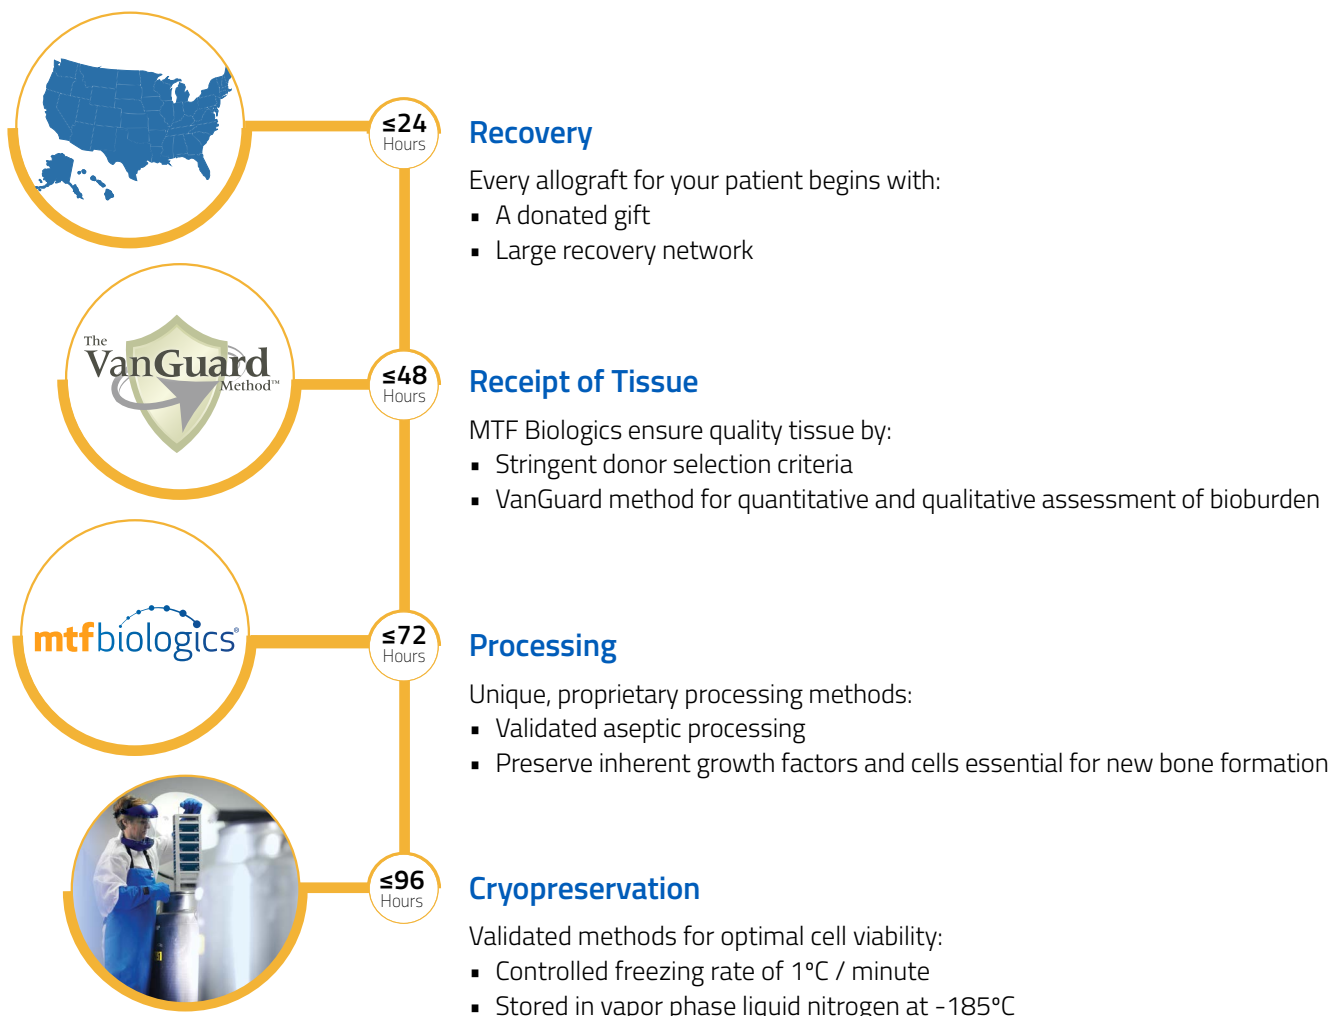 ≤24
Hours
Recovery
Every allograft for your patient begins with:
▪ A donated gift
▪ Large recovery network
The
VanGuard
Method™
≤48
Hours
Receipt of Tissue
MTF Biologics ensure quality tissue by:
▪ Stringent donor selection criteria
▪ VanGuard method for quantitative and qualitative assessment of bioburden
mtfbiologics®
≤72
Hours
Processing
Unique, proprietary processing methods:
▪ Validated aseptic processing
▪ Preserve inherent growth factors and cells essential for new bone formation
≤96
Hours
Cryopreservation
Validated methods for optimal cell viability:
▪ Controlled freezing rate of 1ºC / minute
▪ Stored in vapor phase liquid nitrogen at -185ºC